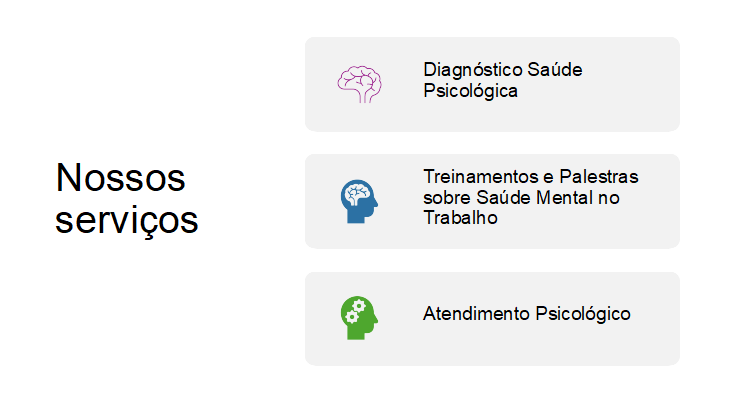 Nossos
serviços
Diagnóstico Saúde
Psicológica
Treinamentos e Palestras
sobre Saúde Mental no
Trabalho
Atendimento Psicológico